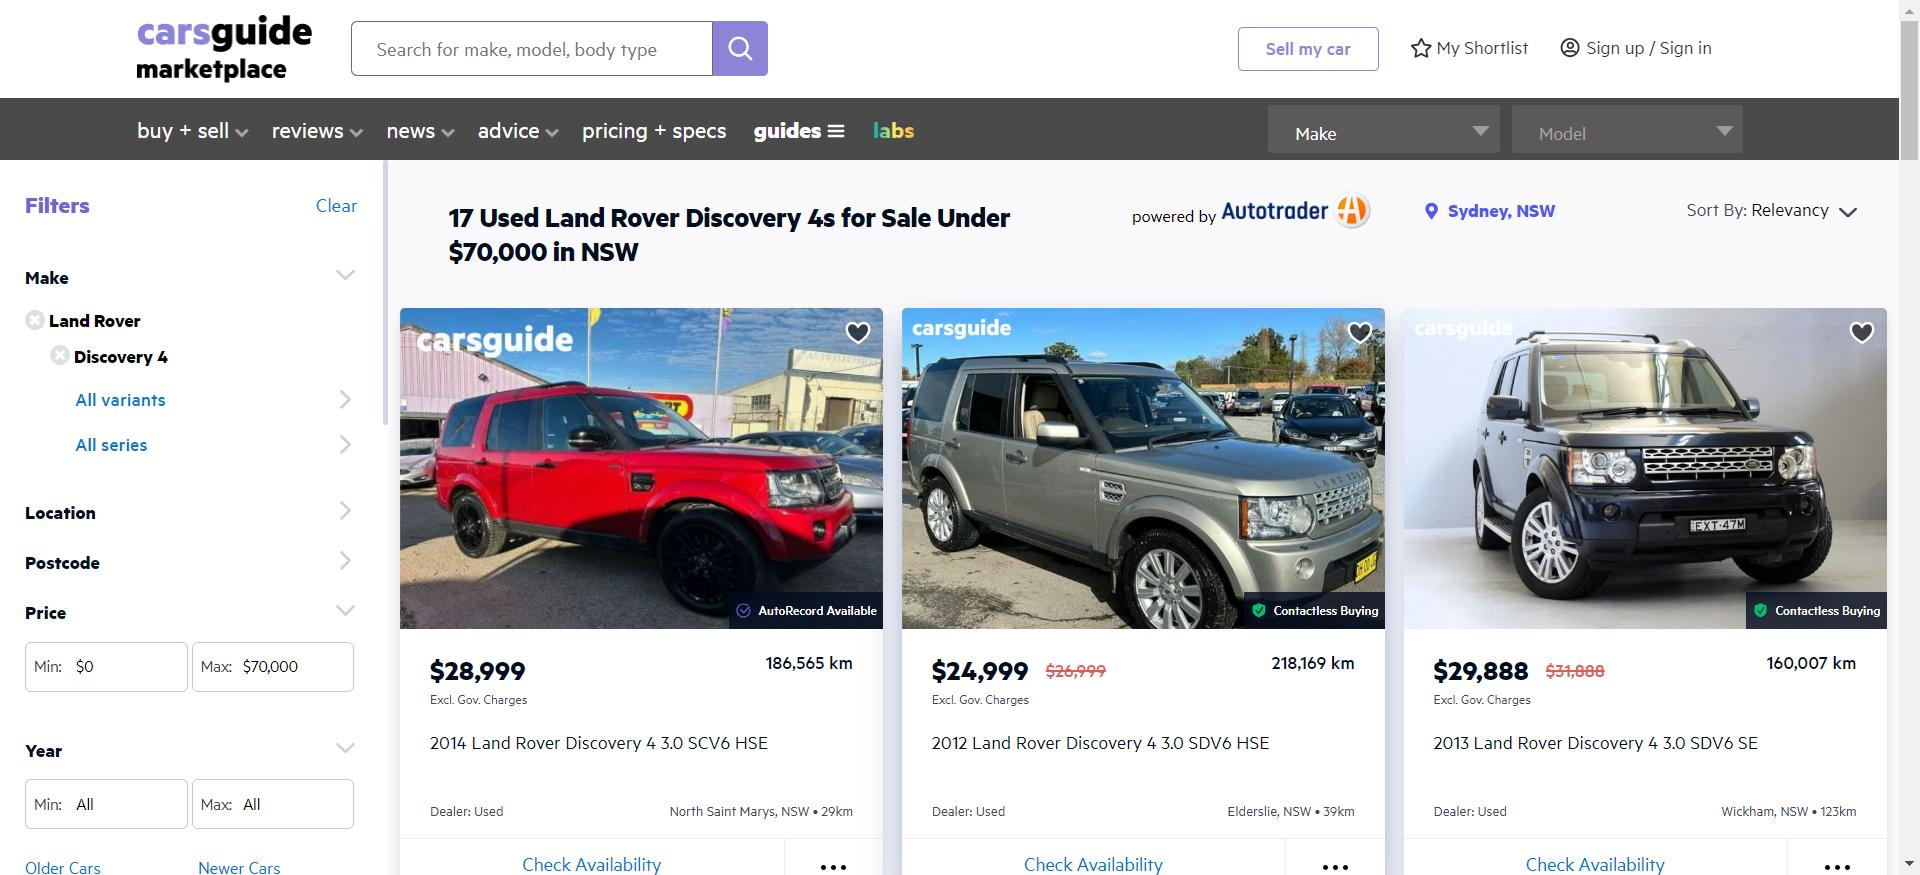 carsguide
marketplace
Search for make, model, body type
Sell my car
My Shortlist
Sign up / Sign in
buy + sell
reviews
news
advice
pricing + specs
guides
labs
Make
Model
Filters
Clear
Make
Land Rover
Discovery 4
All variants
All series
Location
Postcode
Price
Min: $0
Max: $70,000
Year
Min: All
Max: All
Older Cars
Newer Cars
17 Used Land Rover Discovery 4s for Sale Under
$70,000 in NSW
powered by Autotrader
Sydney, NSW
Sort By: Relevancy
carsguide
AutoRecord Available
$28,999
186,565 km
Excl. Gov. Charges
2014 Land Rover Discovery 4 3.0 SCV6 HSE
Dealer: Used
North Saint Marys, NSW • 29km
Check Availability
carsguide
Contactless Buying
$24,999 $26,999
218,169 km
Excl. Gov. Charges
2012 Land Rover Discovery 4 3.0 SDV6 HSE
Dealer: Used
Elderslie, NSW • 39km
Check Availability
carsguide
EXT-47M
Contactless Buying
$29,888 $31,888
160,007 km
Excl. Gov. Charges
2013 Land Rover Discovery 4 3.0 SDV6 SE
Dealer: Used
Wickham, NSW • 123km
Check Availability